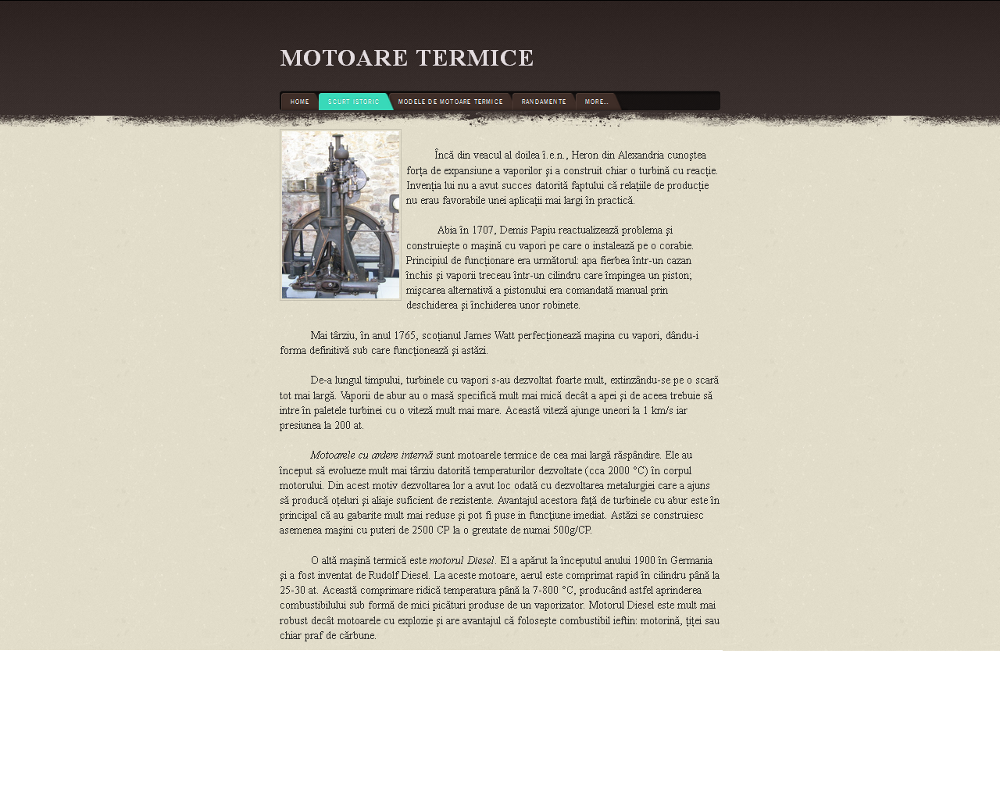 MOTOARE TERMICE
HOME SCURT ISTORIC MODELE DE MOTOARE TERMICE RANDAMENTE MORE...
Încă din veacul al doilea î.e.n., Heron din Alexandria cunoştea
forţa de expansiune a vaporilor şi a construit chiar o turbină cu reacţie.
Invenţia lui nu a avut succes datorită faptului că relaţiile de producţie
nu erau favorabile unei aplicaţii mai largi în practică.
Abia în 1707, Demis Papiu reactualizează problema şi
construieşte o maşină cu vapori pe care o instalează pe o corabie.
Principiul de funcţionare era următorul: apa fierbea într-un cazan
închis şi vaporii treceau într-un cilindru care împingea un piston;
mişcarea alternativă a pistonului era comandată manual prin
deschiderea şi închiderea unor robinete.
Mai târziu, în anul 1765, scoţianul James Watt perfecţionează maşina cu vapori, dându-i
forma definitivă sub care funcţionează şi astăzi.
De-a lungul timpului, turbinele cu vapori s-au dezvoltat foarte mult, extinzându-se pe o scară
tot mai largă. Vaporii de abur au o masă specifică mult mai mică decât a apei şi de aceea trebuie să
intre în paletele turbinei cu o viteză mult mai mare. Această viteză ajunge uneori la 1 km/s iar
presiunea la 200 at.
Motoarele cu ardere internă sunt motoarele termice de cea mai largă răspândire. Ele au
început să evolueze mult mai târziu datorită temperaturilor dezvoltate (cca 2000 °C) în corpul
motorului. Din acest motiv dezvoltarea lor a avut loc odată cu dezvoltarea metalurgiei care a ajuns
să producă oţeluri şi aliaje suficient de rezistente. Avantajul acestora faţă de turbinele cu abur este în
principal că au gabarite mult mai reduse şi pot fi puse in funcţiune imediat. Astăzi se construiesc
asemenea maşini cu puteri de 2500 CP la o greutate de numai 500g/CP.
O altă maşină termică este motorul Diesel. El a apărut la începutul anului 1900 în Germania
şi a fost inventat de Rudolf Diesel. La aceste motoare, aerul este comprimat rapid în cilindru până la
25-30 at. Această comprimare ridică temperatura până la 7-800 °C, producând astfel aprinderea
combustibilului sub formă de mici picături produse de un vaporizator. Motorul Diesel este mult mai
robust decât motoarele cu explozie şi are avantajul că foloseşte combustibil ieftin: motorină, ţiţei sau
chiar praf de cărbune.